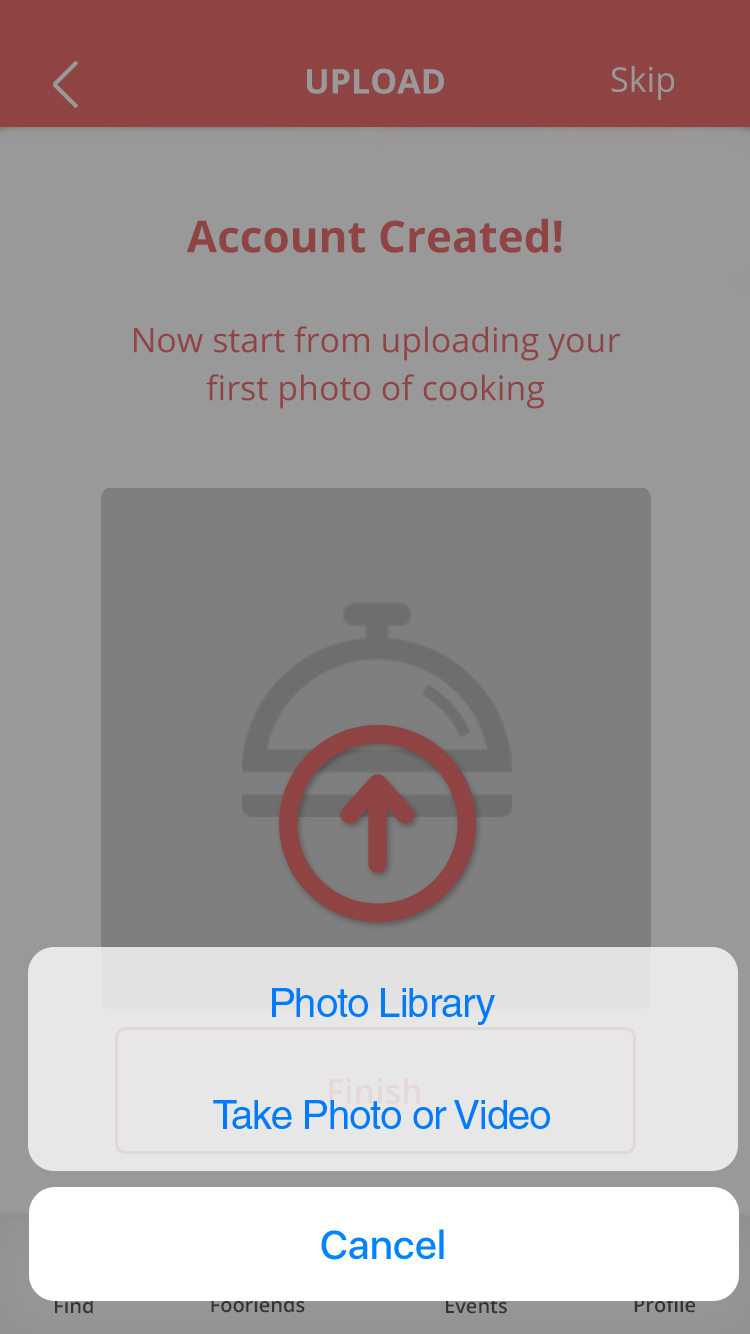 UPLOAD
Skip
Account Created!
Now start from uploading your
first photo of cooking
Photo Library
Finish
Take Photo or Video
Cancel
Find
Fooriends
Events
Profile